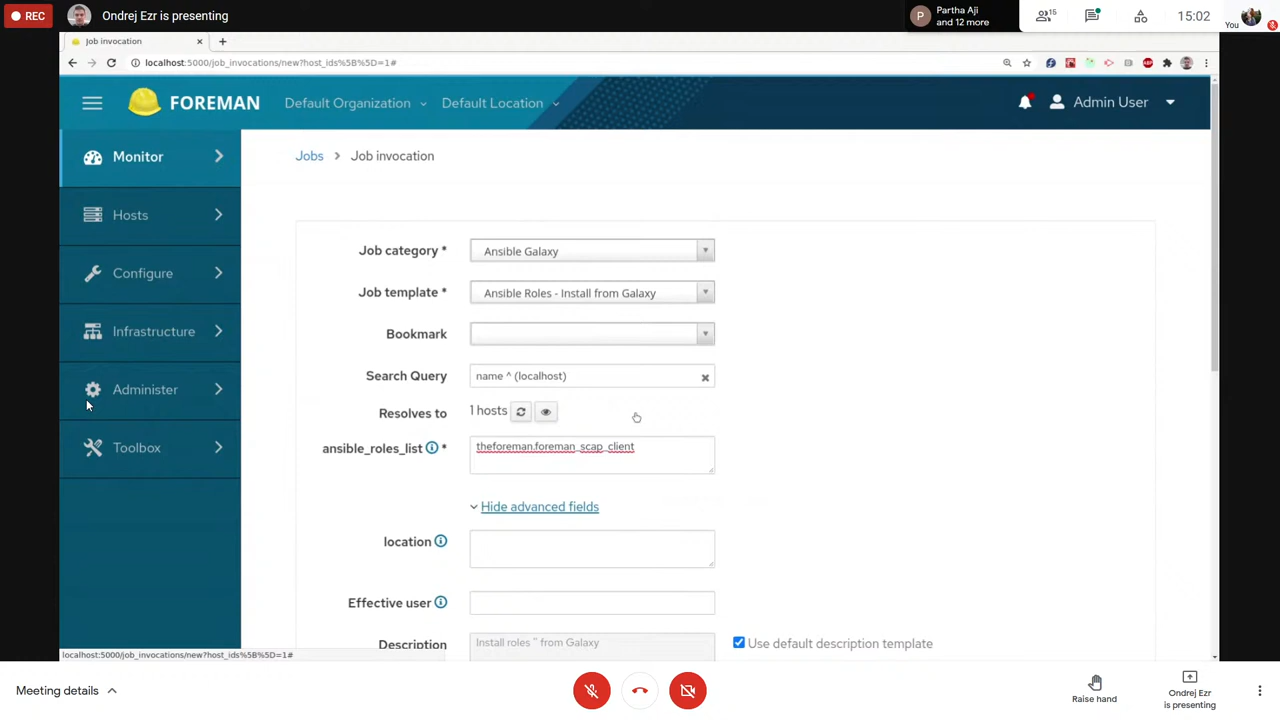 REC
Ondrej Ezr is presenting
P
Partha Aji
and 12 more
15
15:02
You
Job invocation
localhost:5000/job_invocations/new?host_ids%5B%5D=1#
FOREMAN
Default Organization
Default Location
Admin User
Monitor
Hosts
Configure
Infrastructure
Administer
Toolbox
Jobs > Job invocation
Job category *
Ansible Galaxy
Job template *
Ansible Roles - Install from Galaxy
Bookmark
Search Query
name ^ (localhost)
Resolves to
1 hosts
ansible_roles_list *
theforeman.foreman_scap_client
Hide advanced fields
location
Effective user
Description
Install roles '' from Galaxy
Use default description template
localhost:5000/job_invocations/new?host_ids%5B%5D=1#
Meeting details
Raise hand
Ondrej Ezr
is presenting